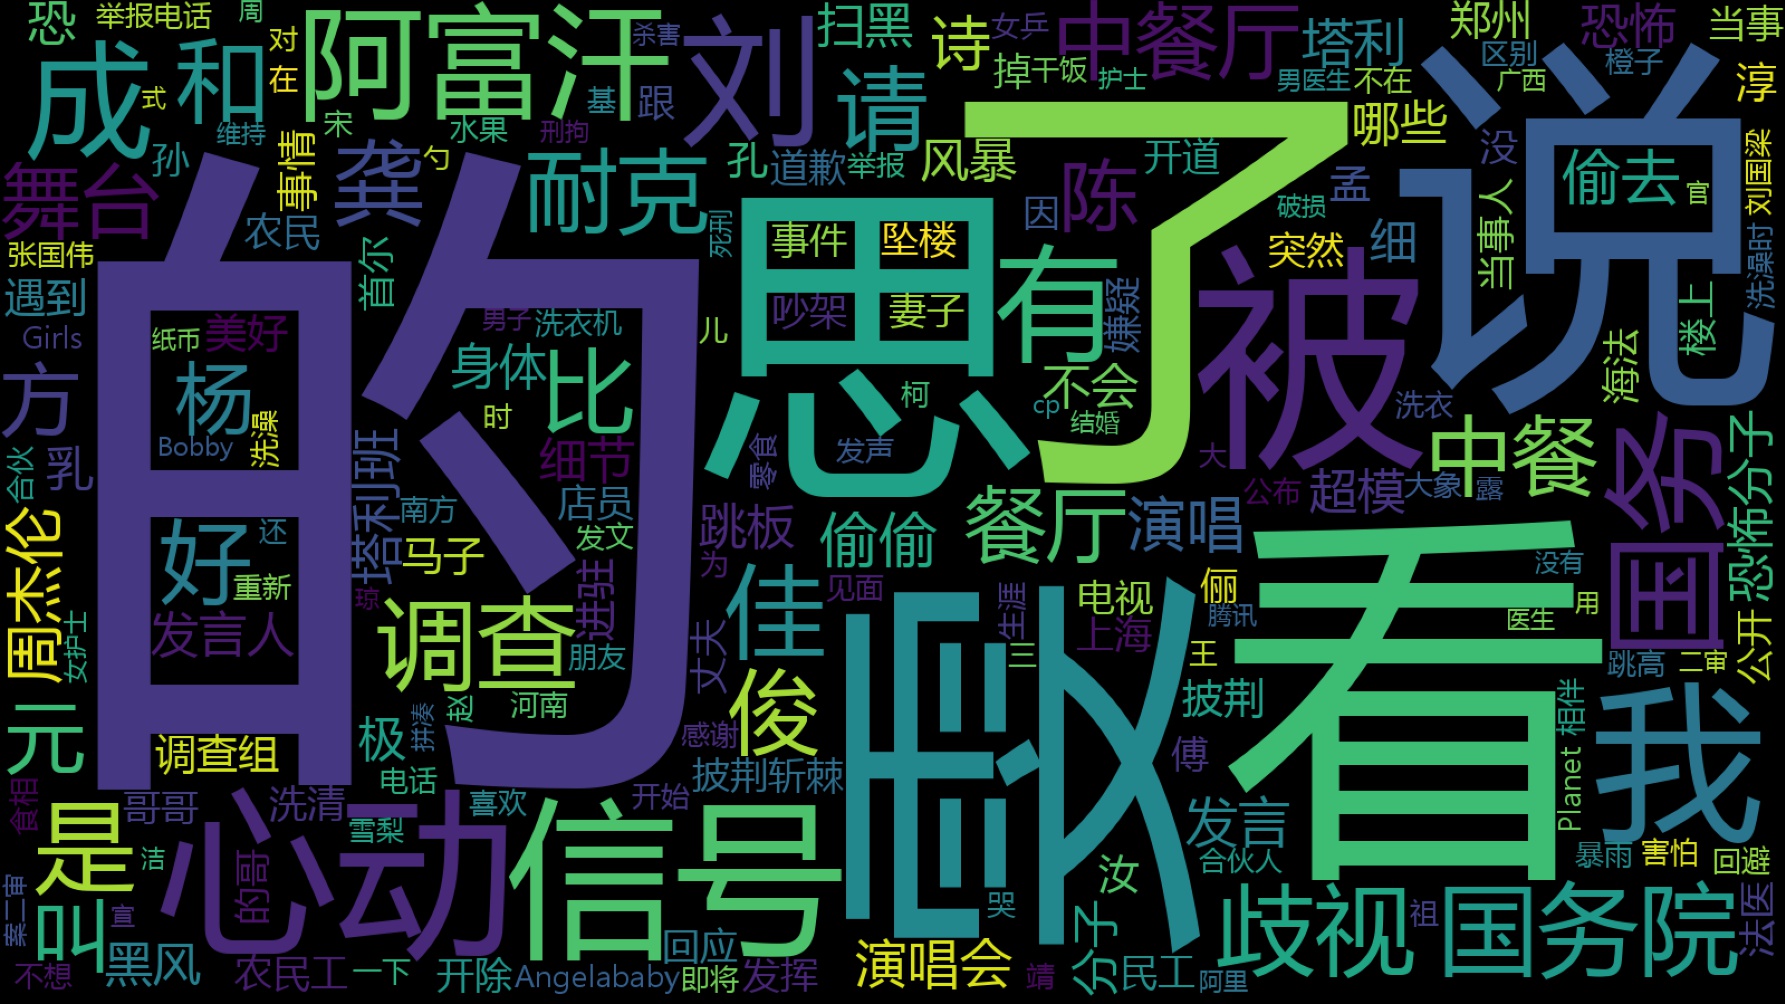 恐
举报电话
周
阿富汗
刘
扫黑
诗
女乒
中餐厅
塔利
郑州
恐怖
当事
成
和
对
在
杀害
请
掉
干饭
护士
男医生
不在
哪些
区别
橙子
广西
淳
说
式
维持
宋
水果
基
刑拘
跟
了
孙
事情
龚
勺
耐克
孔
道歉
举报
风暴
陈
开道
孟
没
偷去
官
刘国梁
舞台
农民
首尔
死刑
思
事件
坠楼
有
因
嫌疑
破损
突然
细
当事人
洗澡时
张国伟
遇到
的
吵架
妻子
被
楼上
海法
Girls
纸币
美好
男子
洗衣机
儿
方
杨
身体
比
时
柯
不会
cp
结婚
洗衣
中餐
国务
恐怖分子
Bobby
洗澡
塔利班
细节
零食
发声
大
合伙
乳
南方
店员
跳板
偷偷
餐厅
演唱
公布
超模
大象
露
周杰伦
好
还
重新
马子
发文
进驻
为
佳
见面
生涯
电视
俪
没有
医生
用
看
女护士
发言人
琼
调查
朋友
丈夫
上海
三
腾讯
王
跳高
二审
公开
元
调查组
极
拼凑
赵
河南
俊
感谢
披荆
傅
相伴
我
电话
披荆斩棘
Planet
食相
哥哥
洗清
雪梨
喜欢
开始
发言
合伙人
暴雨
害怕
回避
是
洁
心动
信号
汝
歧视
国务院
祖
法医
案二审
叫
宣
的哥
哭
黑风
回应
分子
不想
农民工
一下
开除
Angelababy
即将
发挥
演唱会
靖
民工
阿里